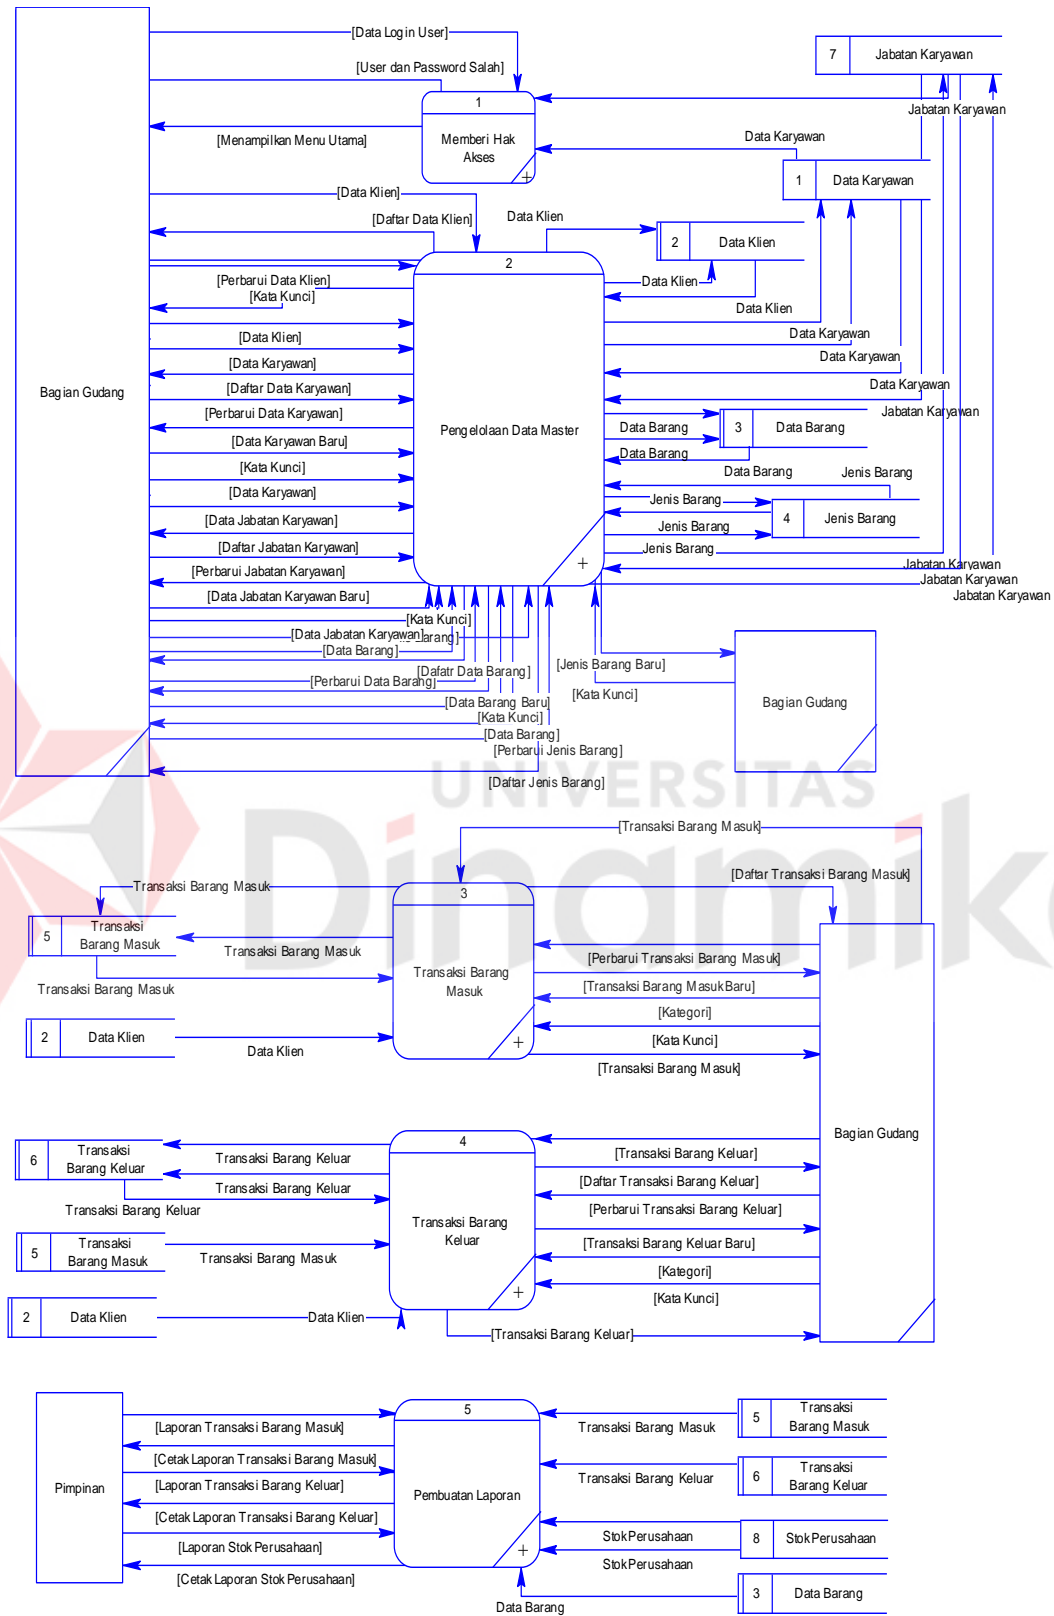 [Data Login User]
[User dan Password Salah]
7
Jabatan Karyawan
1
Memberi Hak
Akses
+
[Menampilkan Menu Utama]
Jabatan Karyawan
Data Karyawan
1
Data Karyawan
[Data Klien]
[Daftar Data Klien]
Data Klien
2
Data Klien
2
[Perbarui Data Klien]
[Kata Kunci]
Data Klien
Data Klien
[Data Klien]
Data Karyawan
[Data Karyawan]
Data Karyawan
Bagian Gudang
[Daftar Data Karyawan]
Data Karyawan
[Perbarui Data Karyawan]
Jabatan Karyawan
Pengelolaan Data Master
Data Barang
3
Data Barang
[Data Karyawan Baru]
Data Barang
[Kata Kunci]
Data Barang
Jenis Barang
[Data Karyawan]
Jenis Barang
4
Jenis Barang
[Data Jabatan Karyawan]
Jenis Barang
[Daftar Jabatan Karyawan]
Jenis Barang
+
Jabatan Karyawan
[Perbarui Jabatan Karyawan]
Jabatan Karyawan
[Data Jabatan Karyawan Baru]
Jabatan Karyawan
[Kata Kunci]
[Data Jabatan Karyawan]
Barang]
[Data Barang]
[Dafatr Data Barang]
[Jenis Barang Baru]
[Perbarui Data Barang]
[Kata Kunci]
[Data Barang Baru]
Bagian Gudang
[Kata Kunci]
[Data Barang]
[Perbarui Jenis Barang]
[Daftar Jenis Barang]
UNIVERSITAS
Dinamika
[Transaksi Barang Masuk]
[Daftar Transaksi Barang Masuk]
Transaksi Barang Masuk
3
5
Transaksi
Barang Masuk
Transaksi Barang Masuk
[Perbarui Transaksi Barang Masuk]
Transaksi Barang
Masuk
Transaksi Barang Masuk
[Transaksi Barang Masuk Baru]
[Kategori]
2
Data Klien
Data Klien
+
[Kata Kunci]
[Transaksi Barang Masuk]
Bagian Gudang
4
6
Transaksi
Barang Keluar
Transaksi Barang Keluar
[Transaksi Barang Keluar]
Transaksi Barang Keluar
[Daftar Transaksi Barang Keluar]
Transaksi Barang Keluar
[Perbarui Transaksi Barang Keluar]
Transaksi Barang
Keluar
5
Transaksi
Barang Masuk
Transaksi Barang Masuk
[Transaksi Barang Keluar Baru]
[Kategori]
+
[Kata Kunci]
2
Data Klien
Data Klien
[Transaksi Barang Keluar]
5
Transaksi Barang Masuk
5
Transaksi
Barang Masuk
[Laporan Transaksi Barang Masuk]
[Cetak Laporan Transaksi Barang Masuk]
Transaksi Barang Keluar
6
Transaksi
Barang Keluar
Pimpinan
[Laporan Transaksi Barang Keluar]
Pembuatan Laporan
[Cetak Laporan Transaksi Barang Keluar]
Stok Perusahaan
8
Stok Perusahaan
[Laporan Stok Perusahaan]
+
Stok Perusahaan
[Cetak Laporan Stok Perusahaan]
3
Data Barang
Data Barang